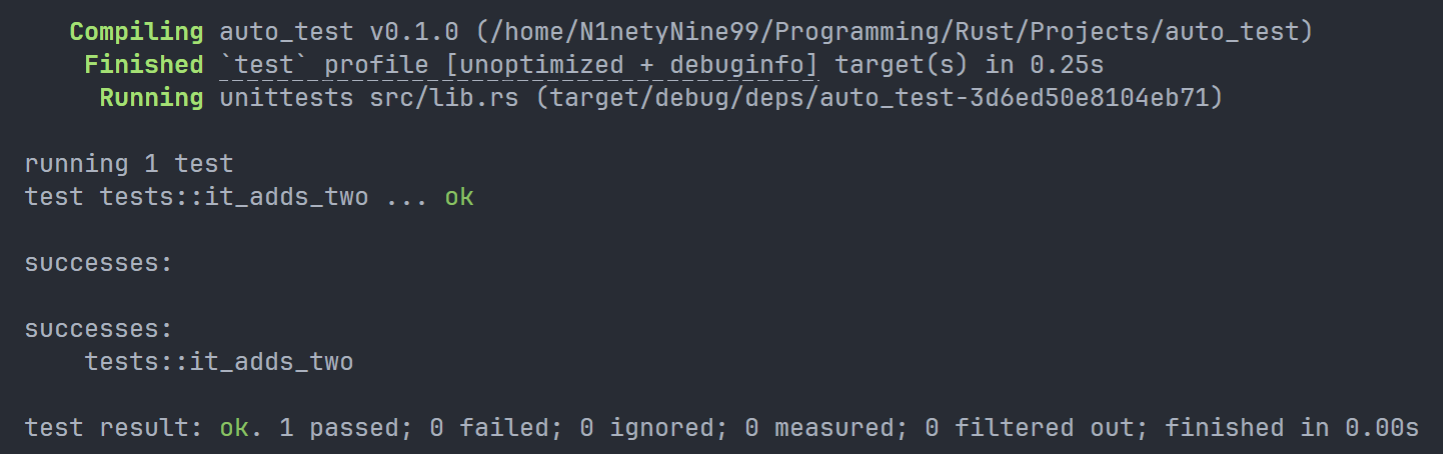 Compiling auto_test v0.1.0 (/home/N1netyNine99/Programming/Rust/Projects/auto_test)
Finished `test` profile [unoptimized + debuginfo] target(s) in 0.25s
Running unittests src/lib.rs (target/debug/deps/auto_test-3d6ed50e8104eb71)
running 1 test
test tests::it_adds_two ... ok
successes:
successes:
tests::it_adds_two
test result: ok. 1 passed; 0 failed; 0 ignored; 0 measured; 0 filtered out; finished in 0.00s